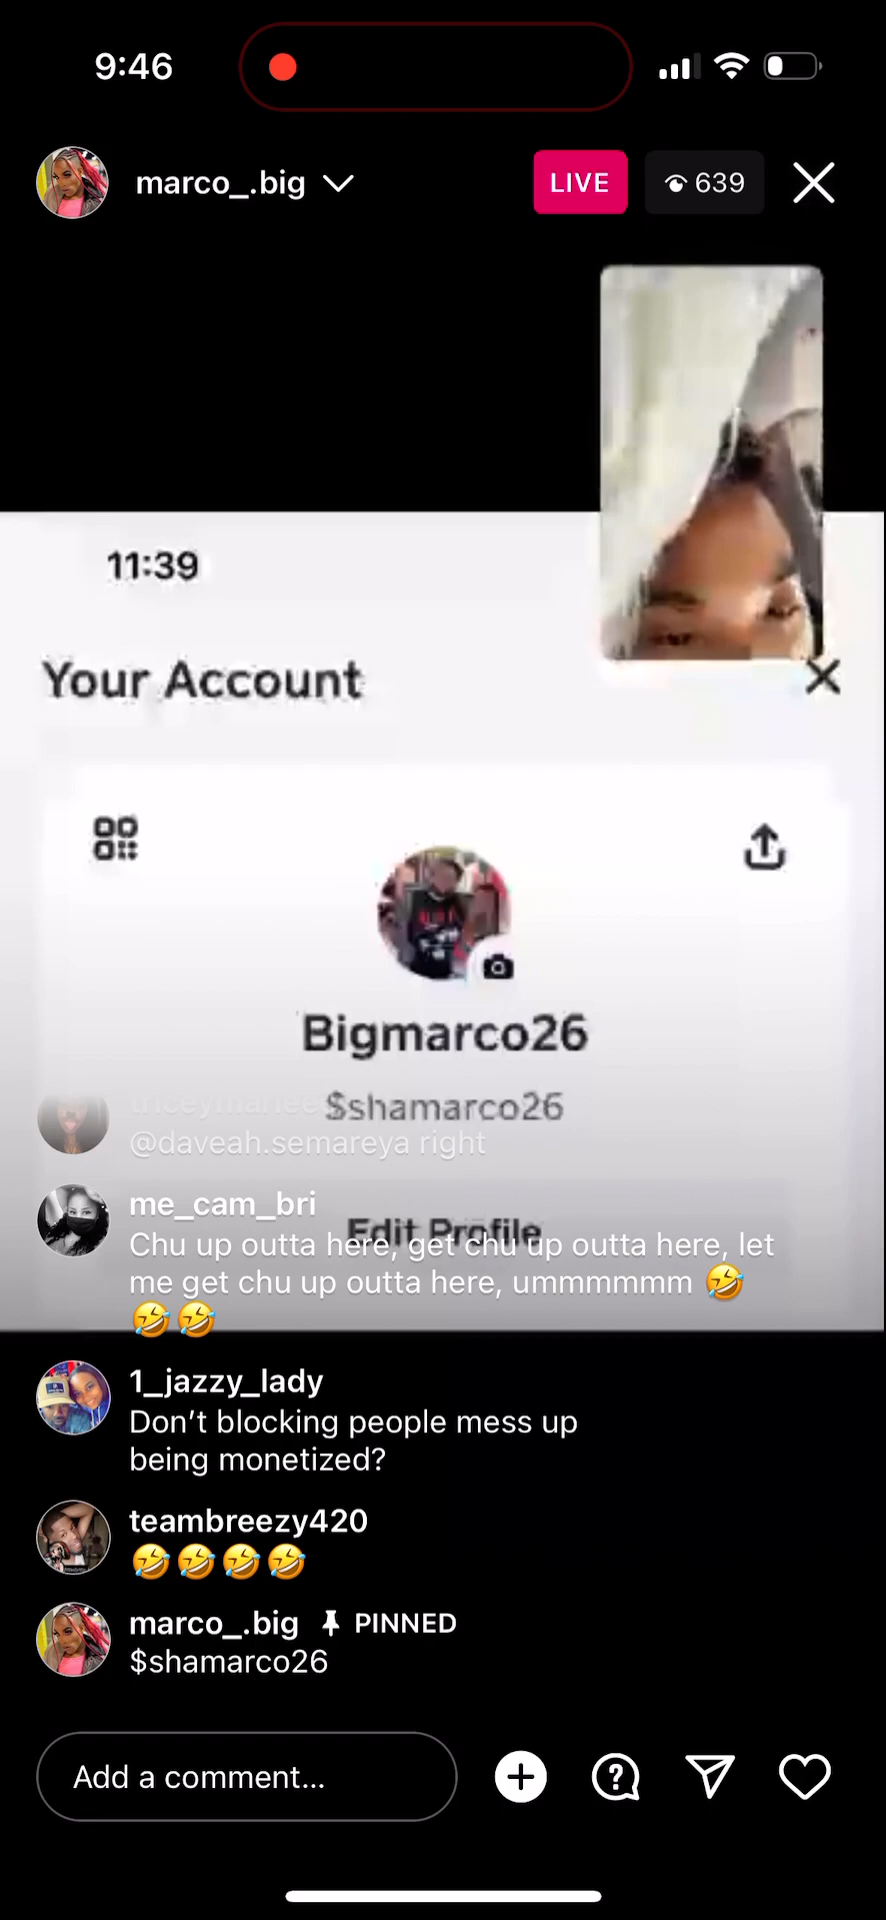 9:46
marco_.big
LIVE
639
11:39
Your Account
Bigmarco26
$shamarco26
triceymariee
@daveah.semareya right
Edit Profile
me_cam_bri
Chu up outta here, get chu up outta here, let
me get chu up outta here, ummmmmm 🤣
🤣🤣
1_jazzy_lady
Don’t blocking people mess up
being monetized?
teambreezy420
🤣🤣🤣🤣
marco_.big PINNED
$shamarco26
Add a comment...